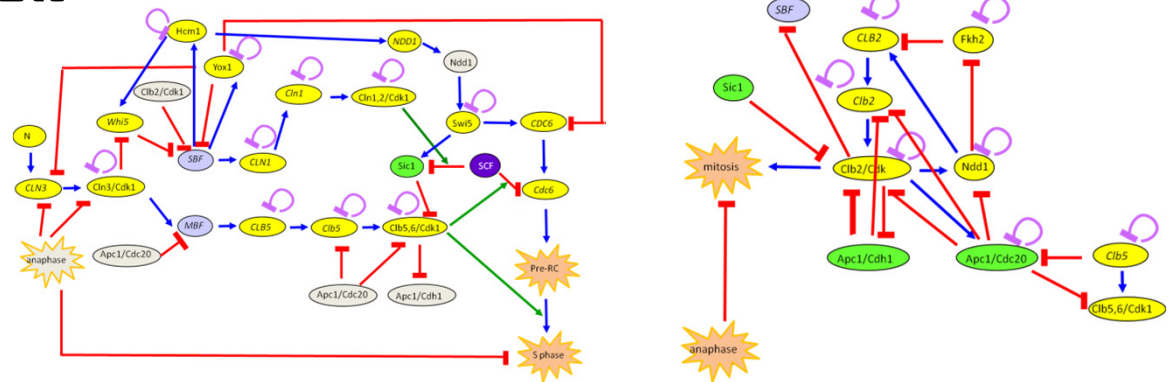 Hcm1
NDD1
Yox1
Ndd1
Clb2/Cdk1
Cln1
Cln1,2/Cdk1
Whi5
Swi5
CDC6
N
SBF
CLN1
Sic1
SCF
CLN3
Cln3/Cdk1
Cdc6
MBF
CLB5
Clb5
Clb5,6/Cdk1
anaphase
Apc1/Cdc20
Pre-RC
Apc1/Cdc20
Apc1/Cdh1
S phase
SBF
CLB2
Fkh2
Sic1
Clb2
mitosis
Clb2/Cdk
Ndd1
Apc1/Cdh1
Apc1/Cdc20
Clb5
Clb5,6/Cdk1
anaphase